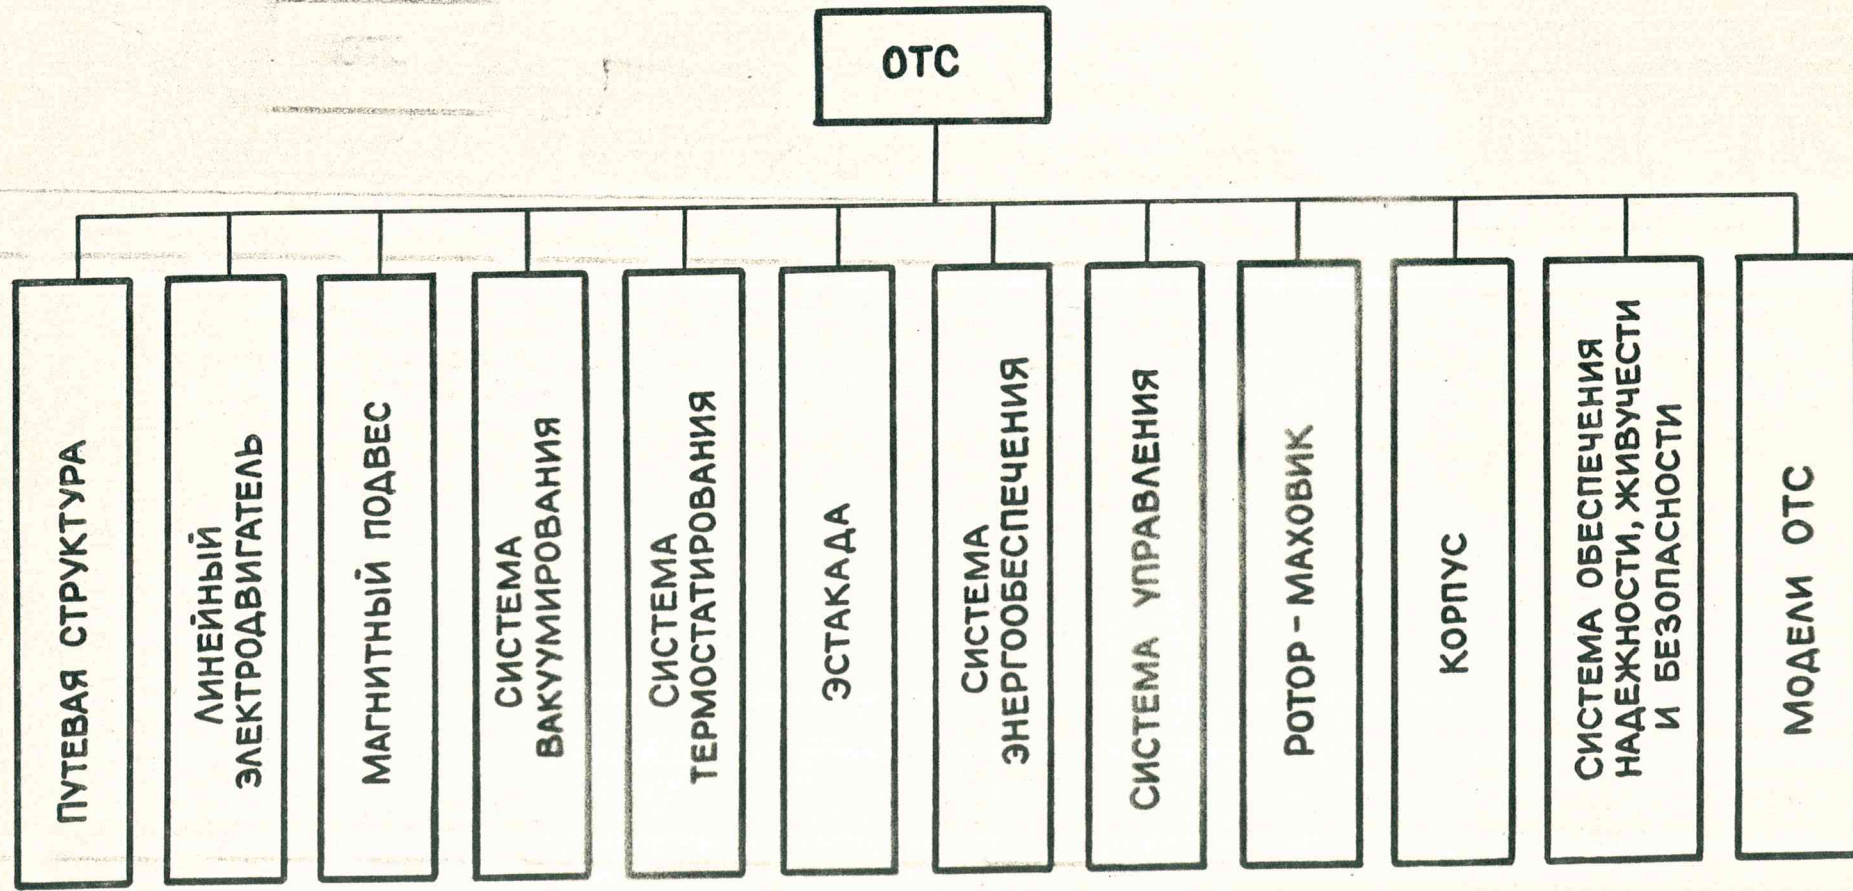 ОТС
ПУТЕВАЯ СТРУКТУРА
ЛИНЕЙНЫЙ
ЭЛЕКТРОДВИГАТЕЛЬ
МАГНИТНЫЙ ПОДВЕС
СИСТЕМА
ВАКУУМИРОВАНИЯ
СИСТЕМА
ТЕРМОСТАТИРОВАНИЯ
ЭСТАКАДА
СИСТЕМА
ЭНЕРГООБЕСПЕЧЕНИЯ
СИСТЕМА УПРАВЛЕНИЯ
РОТОР-МАХОВИК
КОРПУС
СИСТЕМА ОБЕСПЕЧЕНИЯ
НАДЕЖНОСТИ, ЖИВУЧЕСТИ
И БЕЗОПАСНОСТИ
МОДЕЛИ ОТС